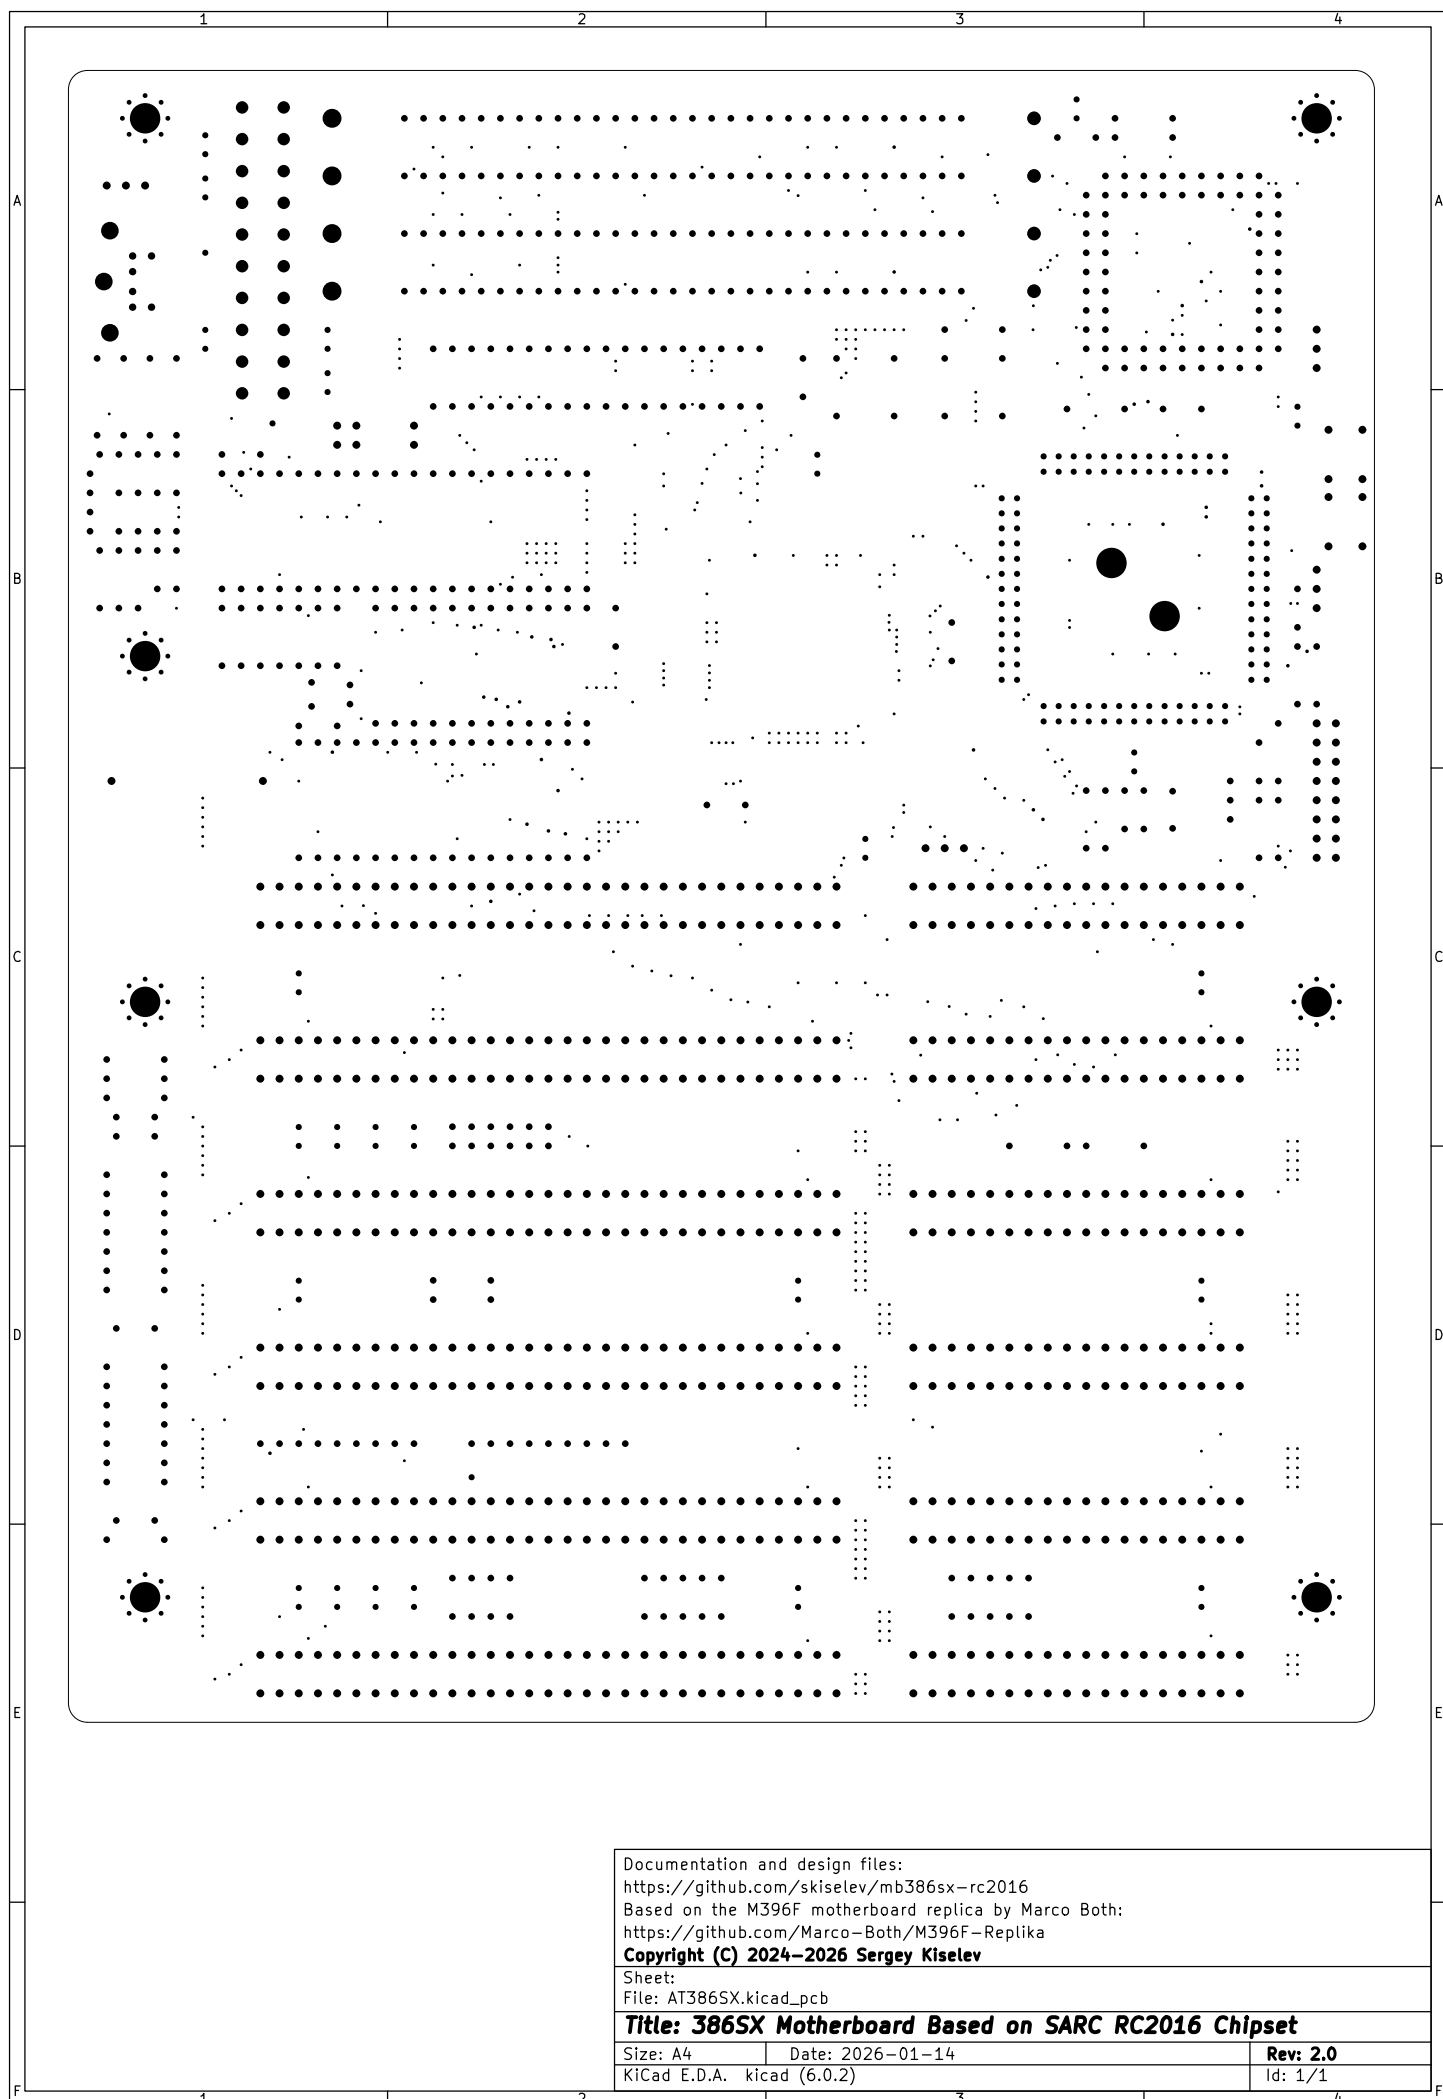 1 2 3 4
A A
B B
C C
D D
E E
Documentation and design files:
https://github.com/skiselev/mb386sx-rc2016
Based on the M396F motherboard replica by Marco Both:
https://github.com/Marco-Both/M396F-Replika
Copyright (C) 2024-2026 Sergey Kiselev
Sheet:
File: AT386SX.kicad_pcb
Title: 386SX Motherboard Based on SARC RC2016 Chipset
Size: A4 Date: 2026-01-14 Rev: 2.0
KiCad E.D.A. kicad (6.0.2) Id: 1/1
F F
1 2 3 4